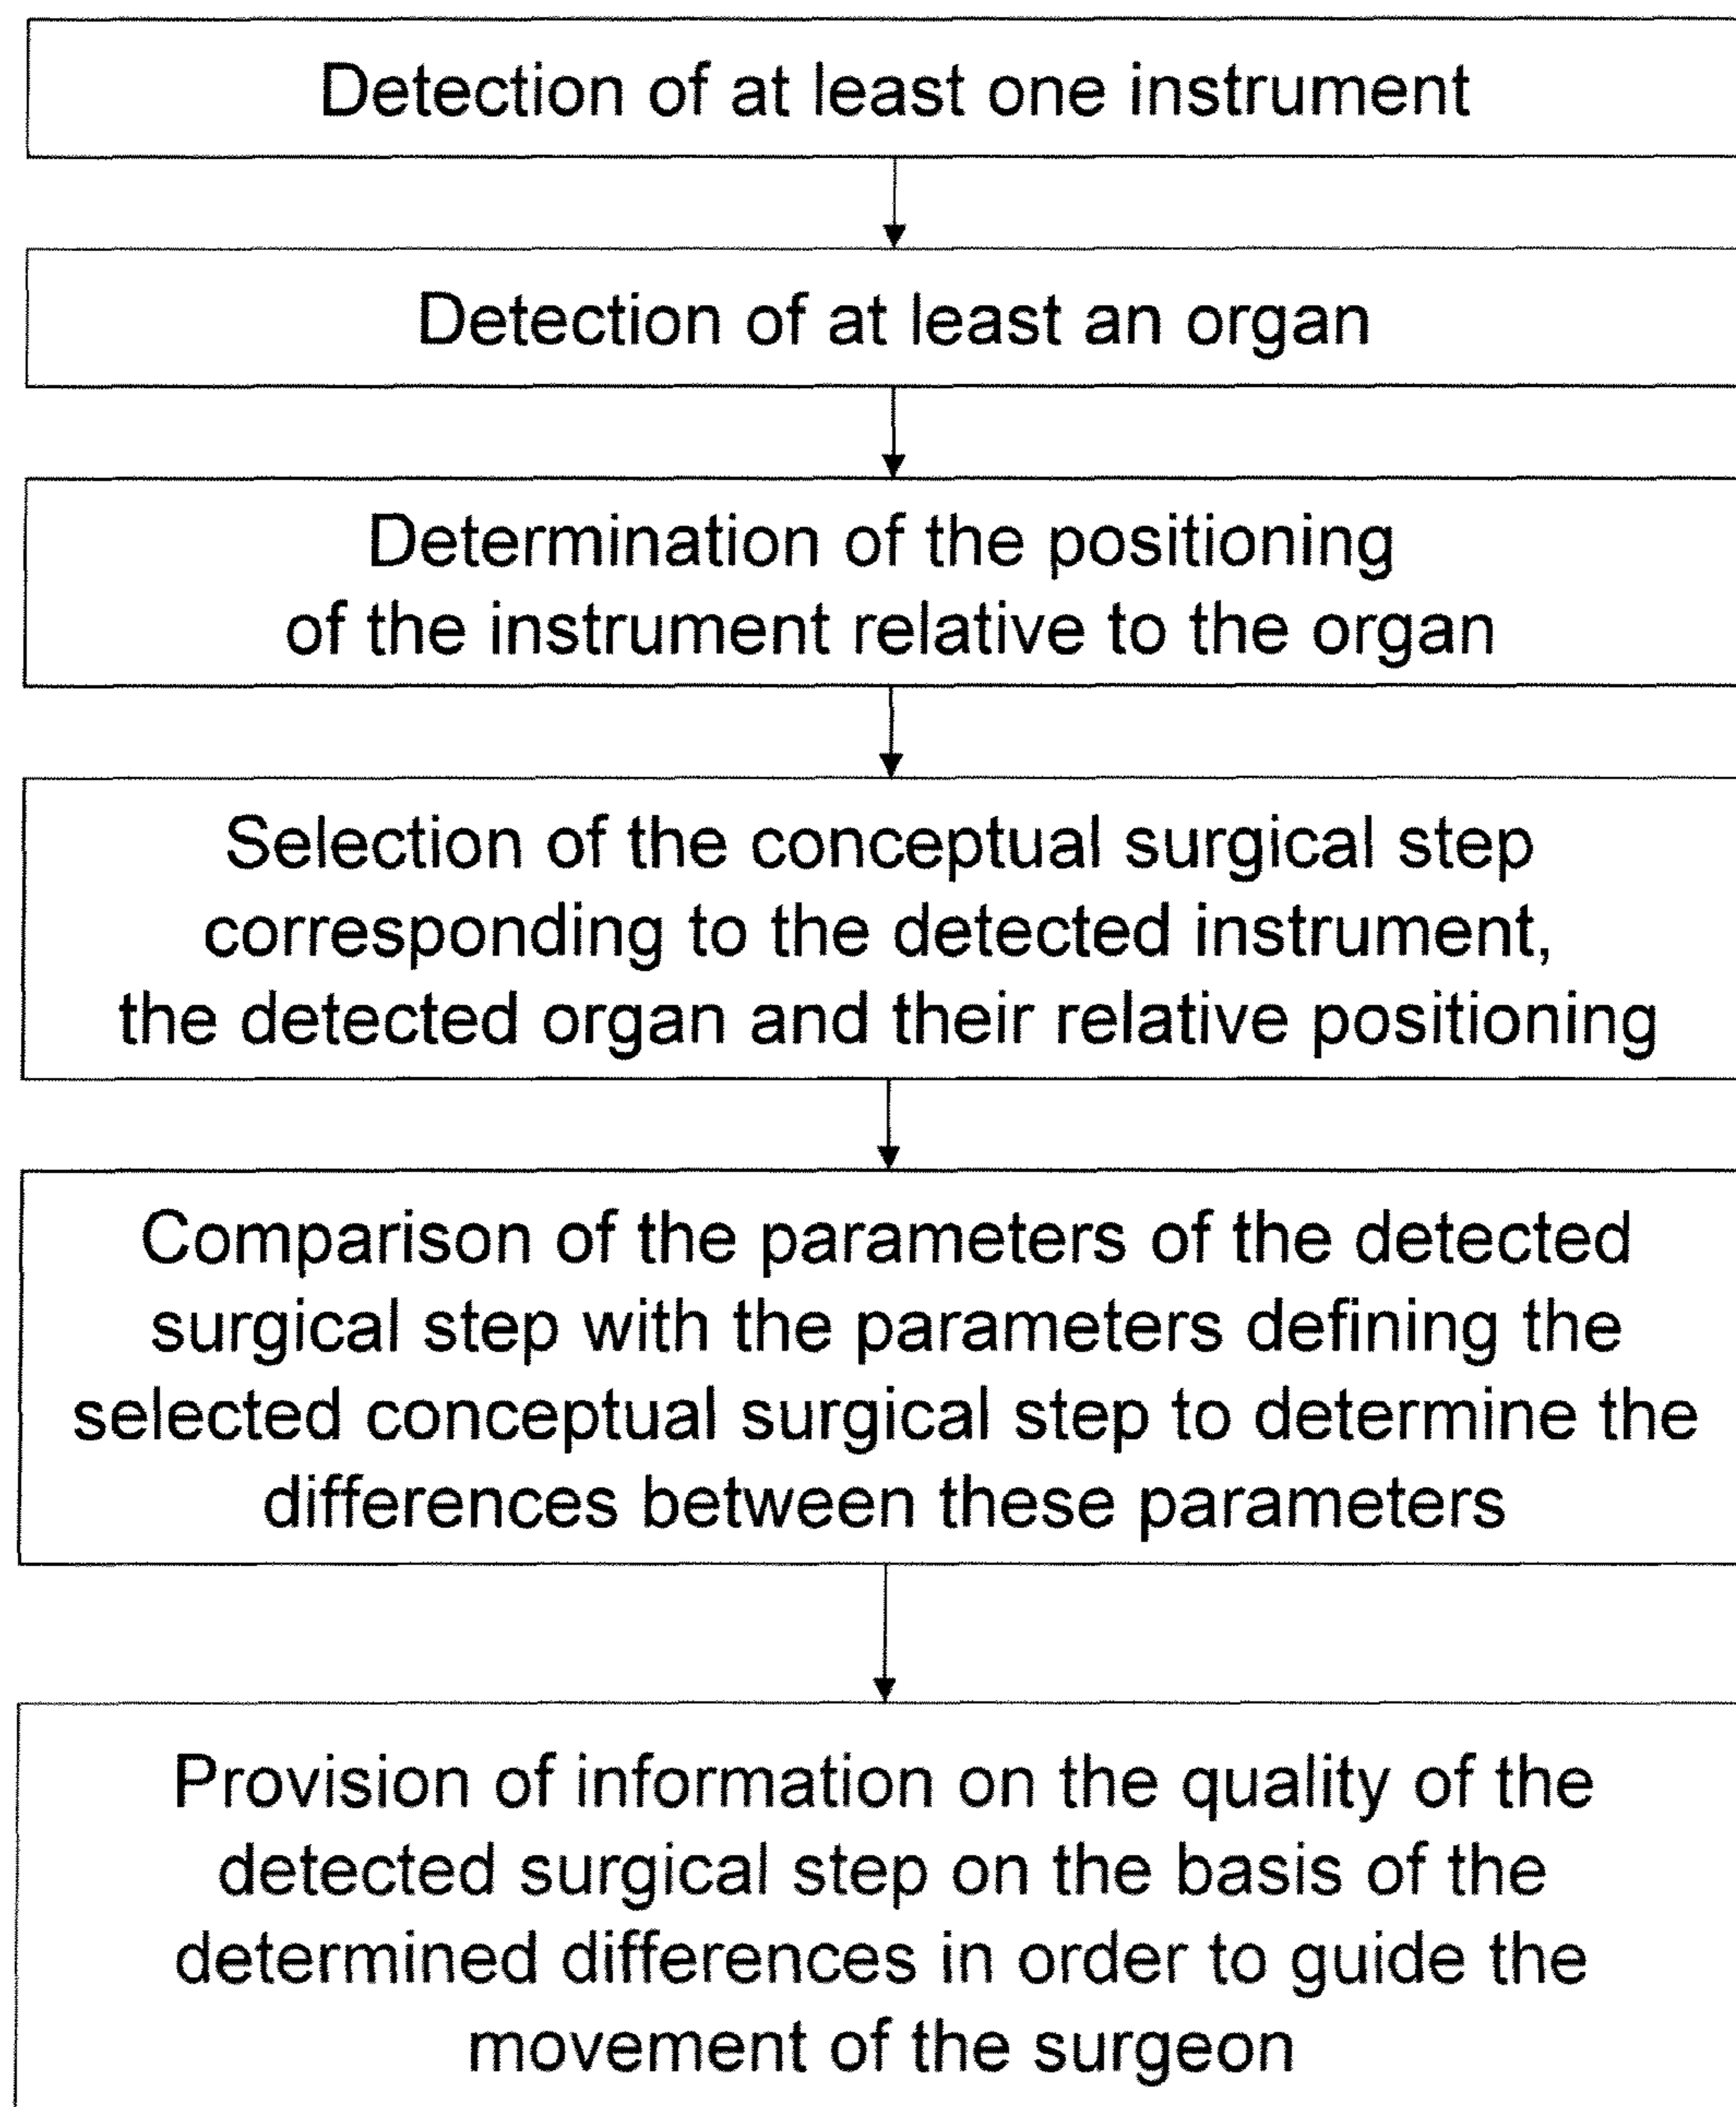 Detection of at least one instrument
Detection of at least an organ
Determination of the positioning
of the instrument relative to the organ
Selection of the conceptual surgical step
corresponding to the detected instrument,
the detected organ and their relative positioning
Comparison of the parameters of the detected
surgical step with the parameters defining the
selected conceptual surgical step to determine the
differences between these parameters
Provision of information on the quality of the
detected surgical step on the basis of the
determined differences in order to guide the
movement of the surgeon